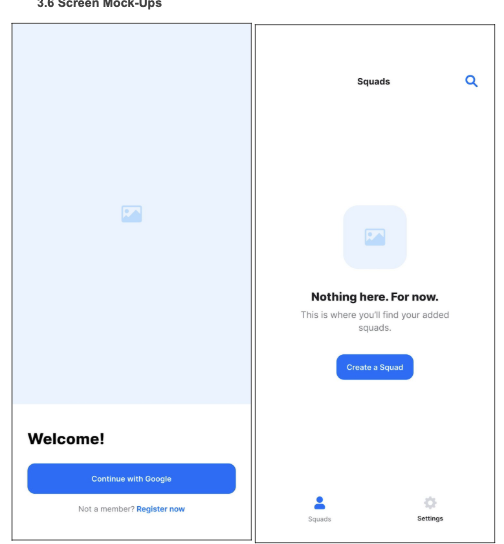 3.6 Screen Mock-Ups
Welcome!
Continue with Google
Not a member? Register now
Squads
Nothing here. For now.
This is where you'll find your added
squads.
Create a Squad
Squads
Settings